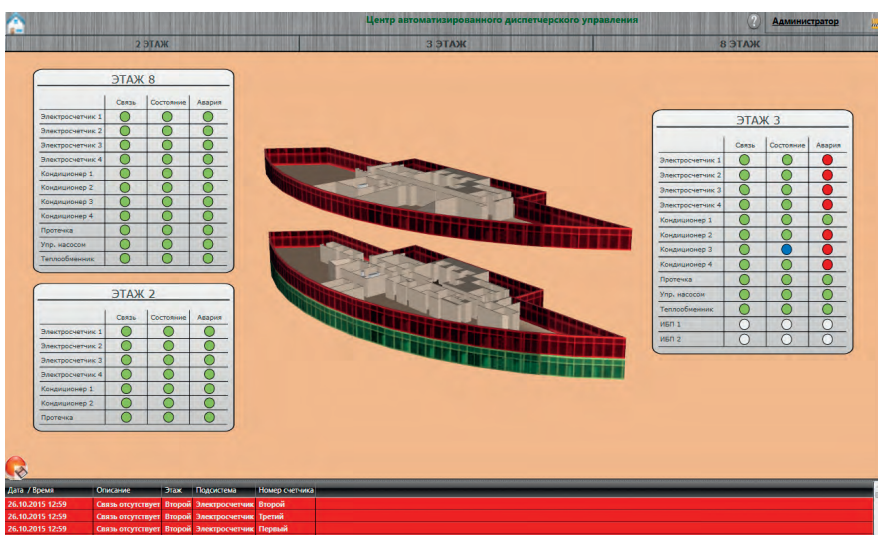 Центр автоматизированного диспетчерского управления
? Администратор
2 ЭТАЖ 3 ЭТАЖ 8 ЭТАЖ
ЭТАЖ 8
Связь Состояние Авария
Электросчетчик 1
Электросчетчик 2
Электросчетчик 3
Электросчетчик 4
Кондиционер 1
Кондиционер 2
Кондиционер 3
Кондиционер 4
Протечка
Упр. насосом
Теплообменник
ЭТАЖ 2
Связь Состояние Авария
Электросчетчик 1
Электросчетчик 2
Электросчетчик 3
Электросчетчик 4
Кондиционер 1
Кондиционер 2
Протечка
ЭТАЖ 3
Связь Состояние Авария
Электросчетчик 1
Электросчетчик 2
Электросчетчик 3
Электросчетчик 4
Кондиционер 1
Кондиционер 2
Кондиционер 3
Кондиционер 4
Протечка
Упр. насосом
Теплообменник
ИБП 1
ИБП 2
Дата / Время Описание Этаж Подсистема Номер счетчика
26.10.2015 12:59 Связь отсутствует Второй Электросчетчик Второй
26.10.2015 12:59 Связь отсутствует Второй Электросчетчик Третий
26.10.2015 12:59 Связь отсутствует Второй Электросчетчик Первый